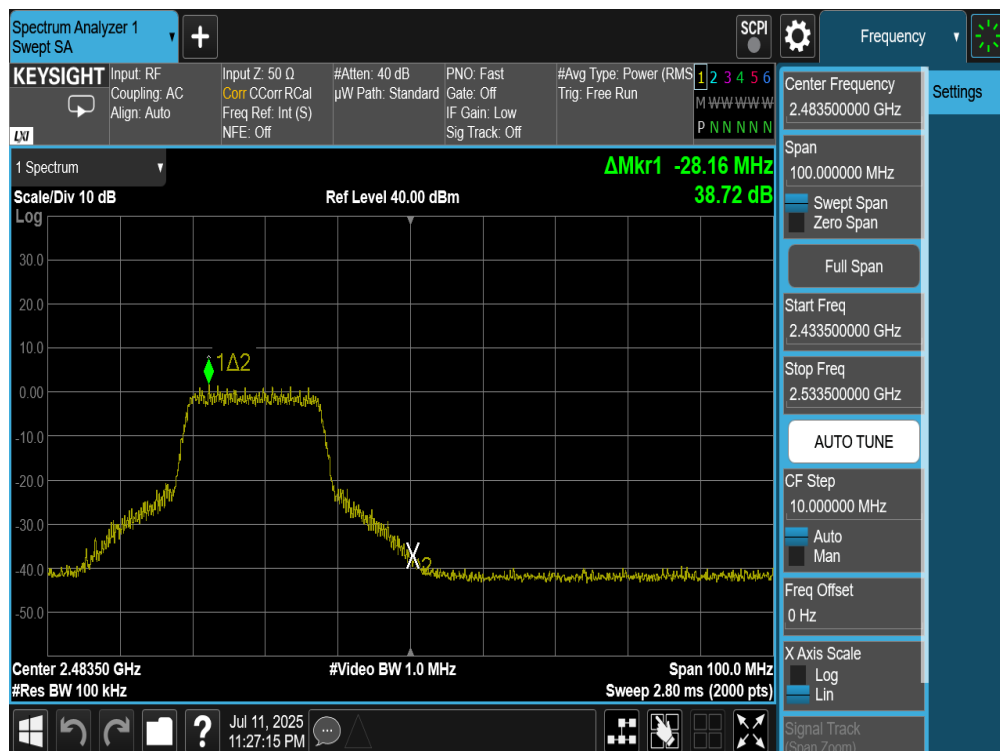 Spectrum Analyzer 1
Swept SA
+
SCPI
Frequency
KEYSIGHT
LXI
Input: RF
Coupling: AC
Align: Auto
Input Z: 50 Ω
Corr CCorr RCal
Freq Ref: Int (S)
NFE: Off
#Atten: 40 dB
µW Path: Standard
PNO: Fast
Gate: Off
IF Gain: Low
Sig Track: Off
#Avg Type: Power (RMS
Trig: Free Run
1 2 3 4 5 6
M W W W W W
P N N N N N
1 Spectrum
ΔMkr1 -28.16 MHz
38.72 dB
Scale/Div 10 dB
Ref Level 40.00 dBm
Log
30.0
20.0
10.0
0.00
-10.0
-20.0
-30.0
-40.0
-50.0
1Δ2
X2
Center 2.48350 GHz
#Video BW 1.0 MHz
Span 100.0 MHz
#Res BW 100 kHz
Sweep 2.80 ms (2000 pts)
Settings
Center Frequency
2.483500000 GHz
Span
100.000000 MHz
Swept Span
Zero Span
Full Span
Start Freq
2.433500000 GHz
Stop Freq
2.533500000 GHz
AUTO TUNE
CF Step
10.000000 MHz
Auto
Man
Freq Offset
0 Hz
X Axis Scale
Log
Lin
Signal Track
(Span Zoom)
?
Jul 11, 2025
11:27:15 PM